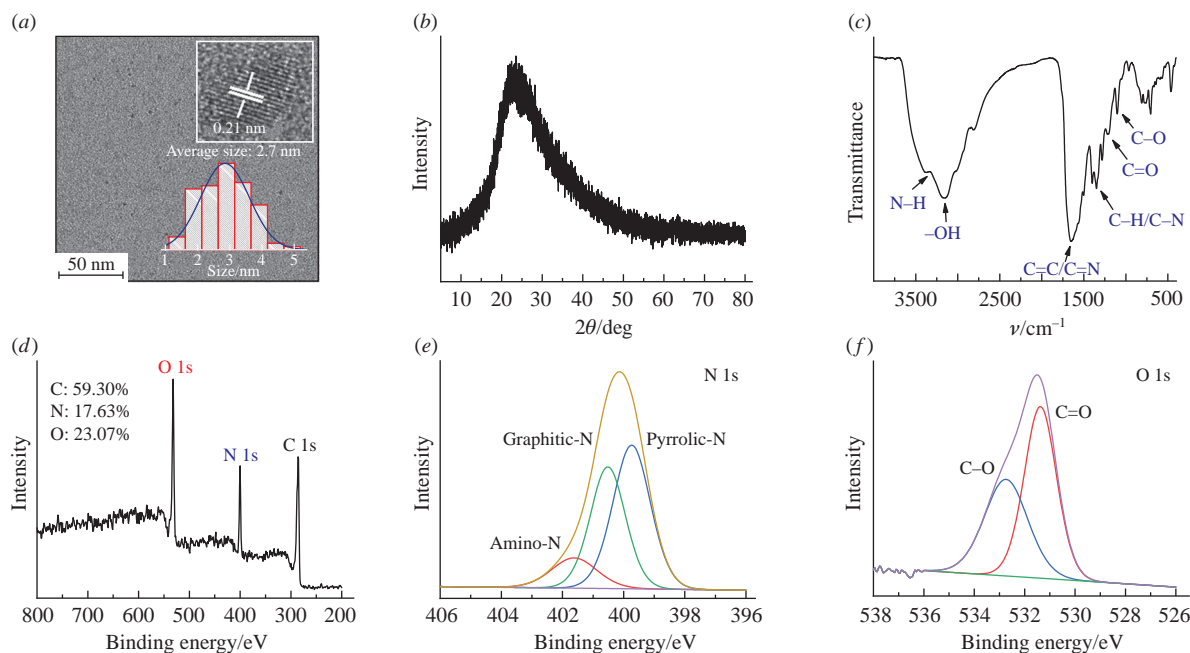 (a)
0.21 nm
Average size: 2.7 nm
1 2 3 4 5
Size/nm
50 nm
(b)
Intensity
10 20 30 40 50 60 70 80
2θ/deg
(c)
Transmittance
N–H
–OH
C=C/C=N
C–H/C–N
C=O
C–O
3500 2500 1500 500
ν/cm⁻¹
(d)
C: 59.30%
N: 17.63%
O: 23.07%
O 1s
N 1s
C 1s
Intensity
800 700 600 500 400 300 200
Binding energy/eV
(e)
N 1s
Graphitic-N
Pyrrolic-N
Amino-N
Intensity
406 404 402 400 398 396
Binding energy/eV
(f)
O 1s
C=O
C–O
Intensity
538 536 534 532 530 528 526
Binding energy/eV